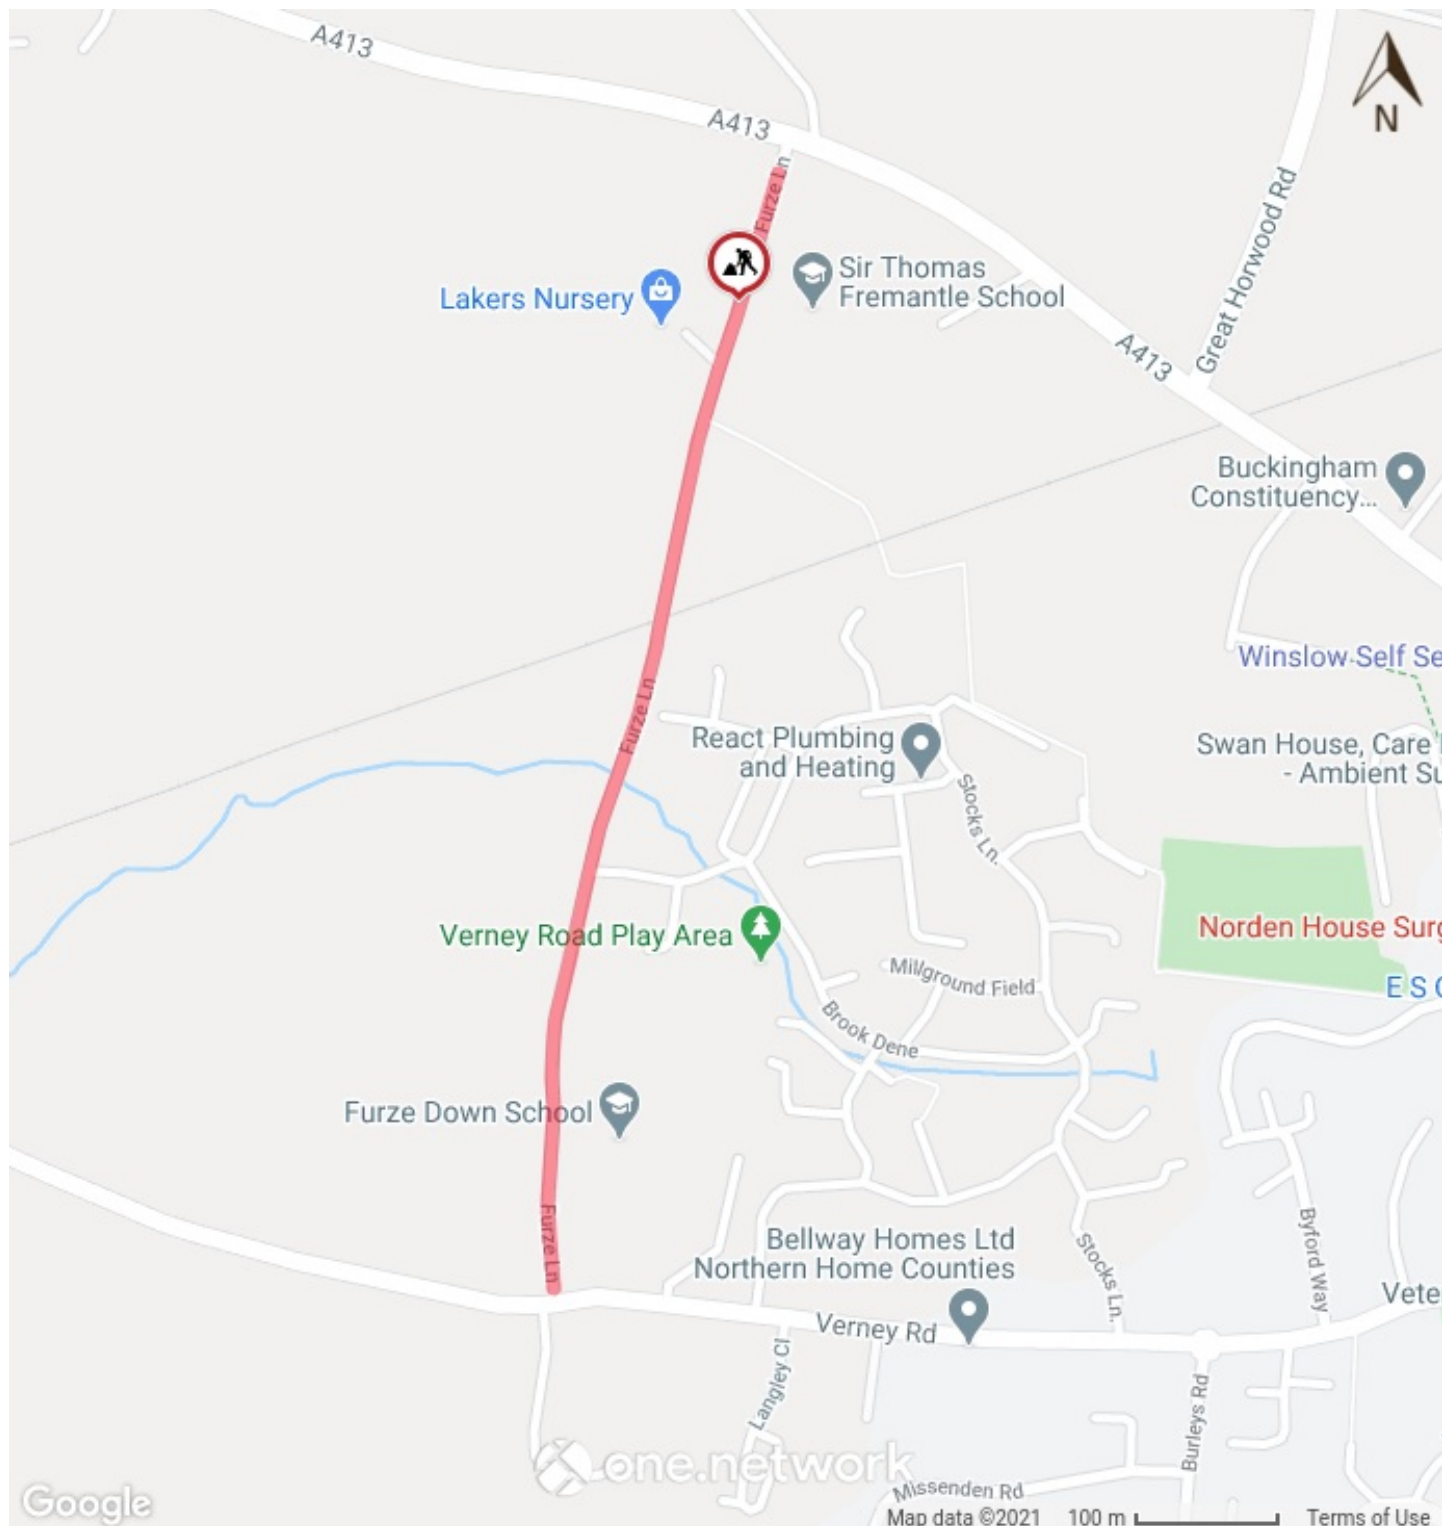 A413
A413
N
Furze Ln
Sir Thomas
Fremantle School
Lakers Nursery
Great Horwood Rd
A413
Buckingham
Constituency...
Winslow Self Se
Furze Ln
React Plumbing
and Heating
Swan House, Care
- Ambient Su
Stocks Ln.
Verney Road Play Area
Norden House Surg
Millground Field
E S
Brook Dene
Furze Down School
Furze Ln
Bellway Homes Ltd
Northern Home Counties
Stocks Ln.
Byford Way
Vete
Verney Rd
Langley Cl
Burleys Rd
one.network
Missenden Rd
Google
Map data ©2021
100 m
Terms of Use